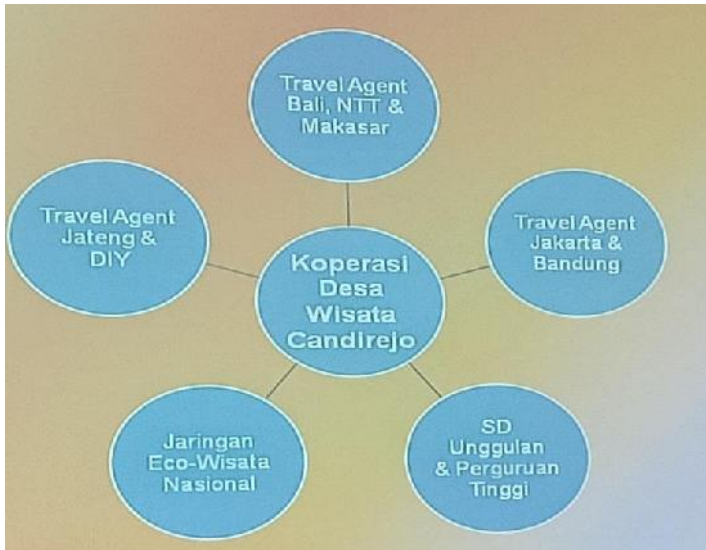 Travel Agent
Bali, NTT &
Makasar
Travel Agent
Jateng &
DIY
Travel Agent
Jakarta &
Bandung
Koperasi
Desa
Wisata
Candirejo
Jaringan
Eco-Wisata
Nasional
SD
Unggulan
& Perguruan
Tinggi